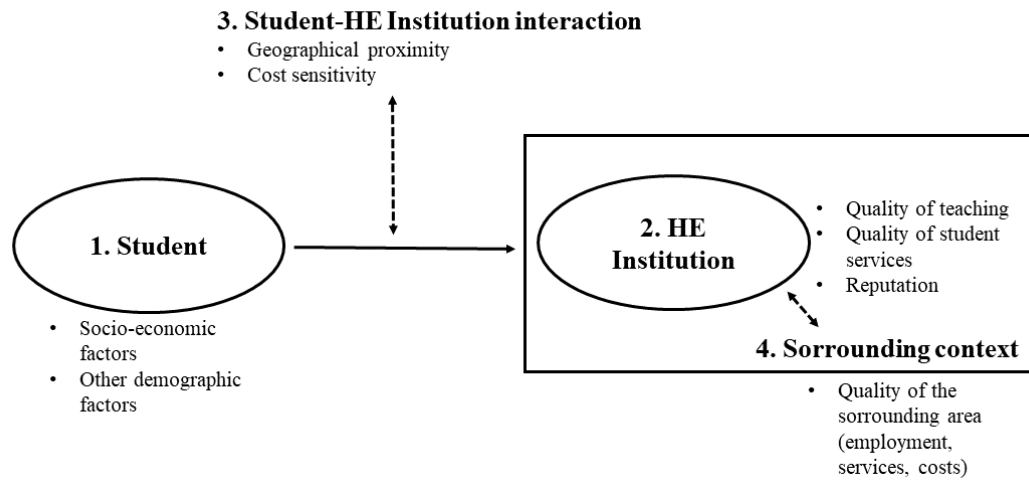 3. Student-HE Institution interaction
• Geographical proximity
• Cost sensitivity
1. Student
• Socio-economic
factors
• Other demographic
factors
2. HE
Institution
• Quality of teaching
• Quality of student
services
• Reputation
4. Sorrounding context
• Quality of the
sorrounding area
(employment,
services, costs)